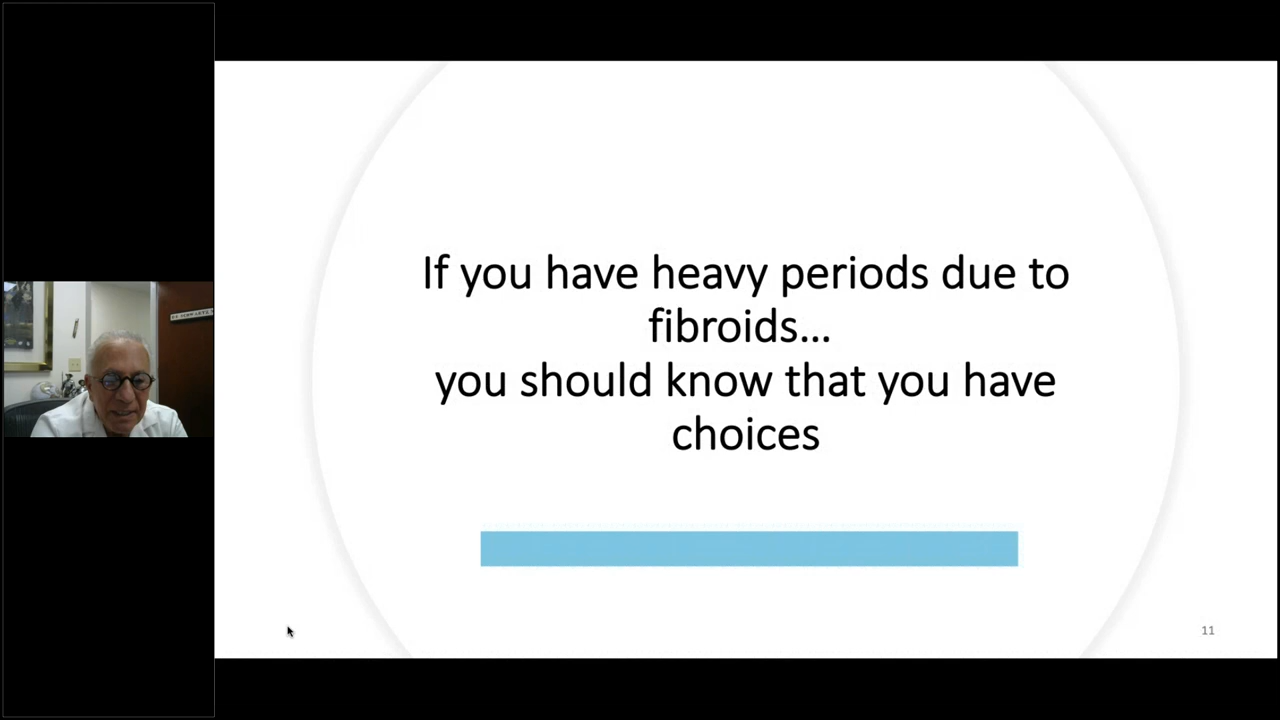 If you have heavy periods due to
fibroids...
you should know that you have
choices
11